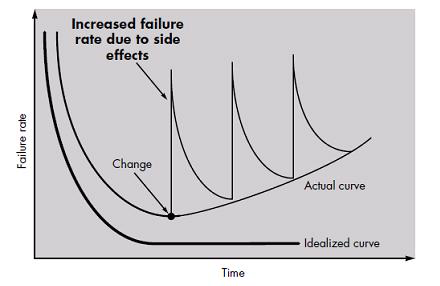 Increased failure
rate due to side
effects
Failure rate
Change
Actual curve
Idealized curve
Time